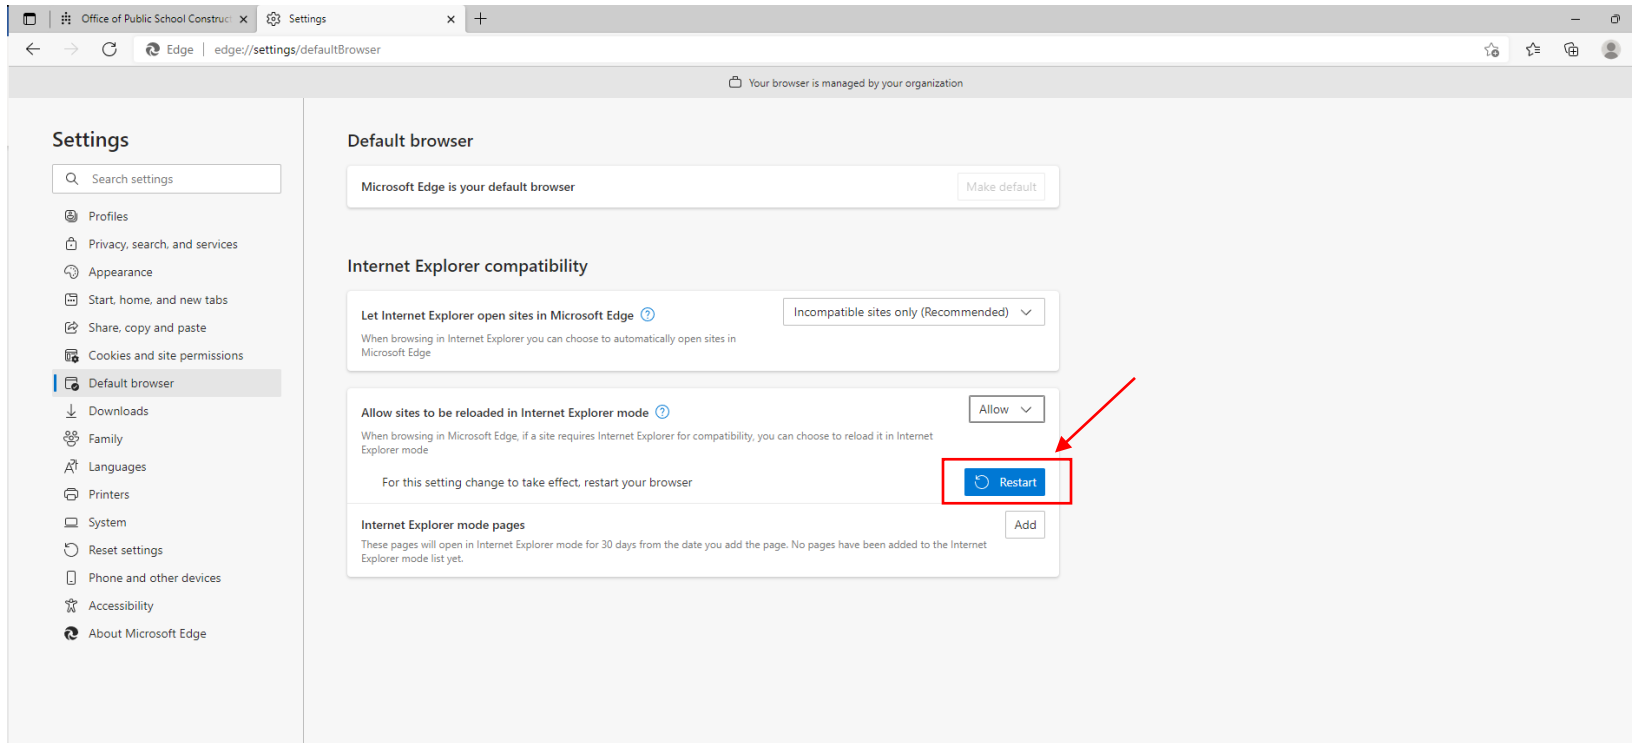 Office of Public School Construct
Settings
Edge
edge://settings/defaultBrowser
Your browser is managed by your organization
Settings
Search settings
Profiles
Privacy, search, and services
Appearance
Start, home, and new tabs
Share, copy and paste
Cookies and site permissions
Default browser
Downloads
Family
Languages
Printers
System
Reset settings
Phone and other devices
Accessibility
About Microsoft Edge
Default browser
Microsoft Edge is your default browser
Make default
Internet Explorer compatibility
Let Internet Explorer open sites in Microsoft Edge
Incompatible sites only (Recommended)
When browsing in Internet Explorer you can choose to automatically open sites in
Microsoft Edge
Allow sites to be reloaded in Internet Explorer mode
Allow
When browsing in Microsoft Edge, if a site requires Internet Explorer for compatibility, you can choose to reload it in Internet
Explorer mode
For this setting change to take effect, restart your browser
Restart
Internet Explorer mode pages
Add
These pages will open in Internet Explorer mode for 30 days from the date you add the page. No pages have been added to the Internet
Explorer mode list yet.